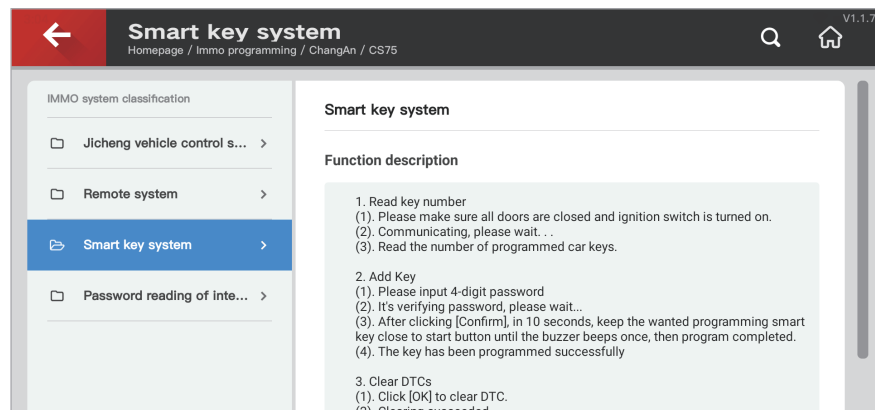 V1.1.7
Smart key system
Homepage / Immo programming / ChangAn / CS75
IMMO system classification
Jicheng vehicle control s...
Remote system
Smart key system
Password reading of inte...
Smart key system
Function description
1. Read key number
(1). Please make sure all doors are closed and ignition switch is turned on.
(2). Communicating, please wait. . .
(3). Read the number of programmed car keys.
2. Add Key
(1). Please input 4-digit password
(2). It's verifying password, please wait...
(3). After clicking [Confirm], in 10 seconds, keep the wanted programming smart
key close to start button until the buzzer beeps once, then program completed.
(4). The key has been programmed successfully
3. Clear DTCs
(1). Click [OK] to clear DTC.
(2). Clearing succeeded